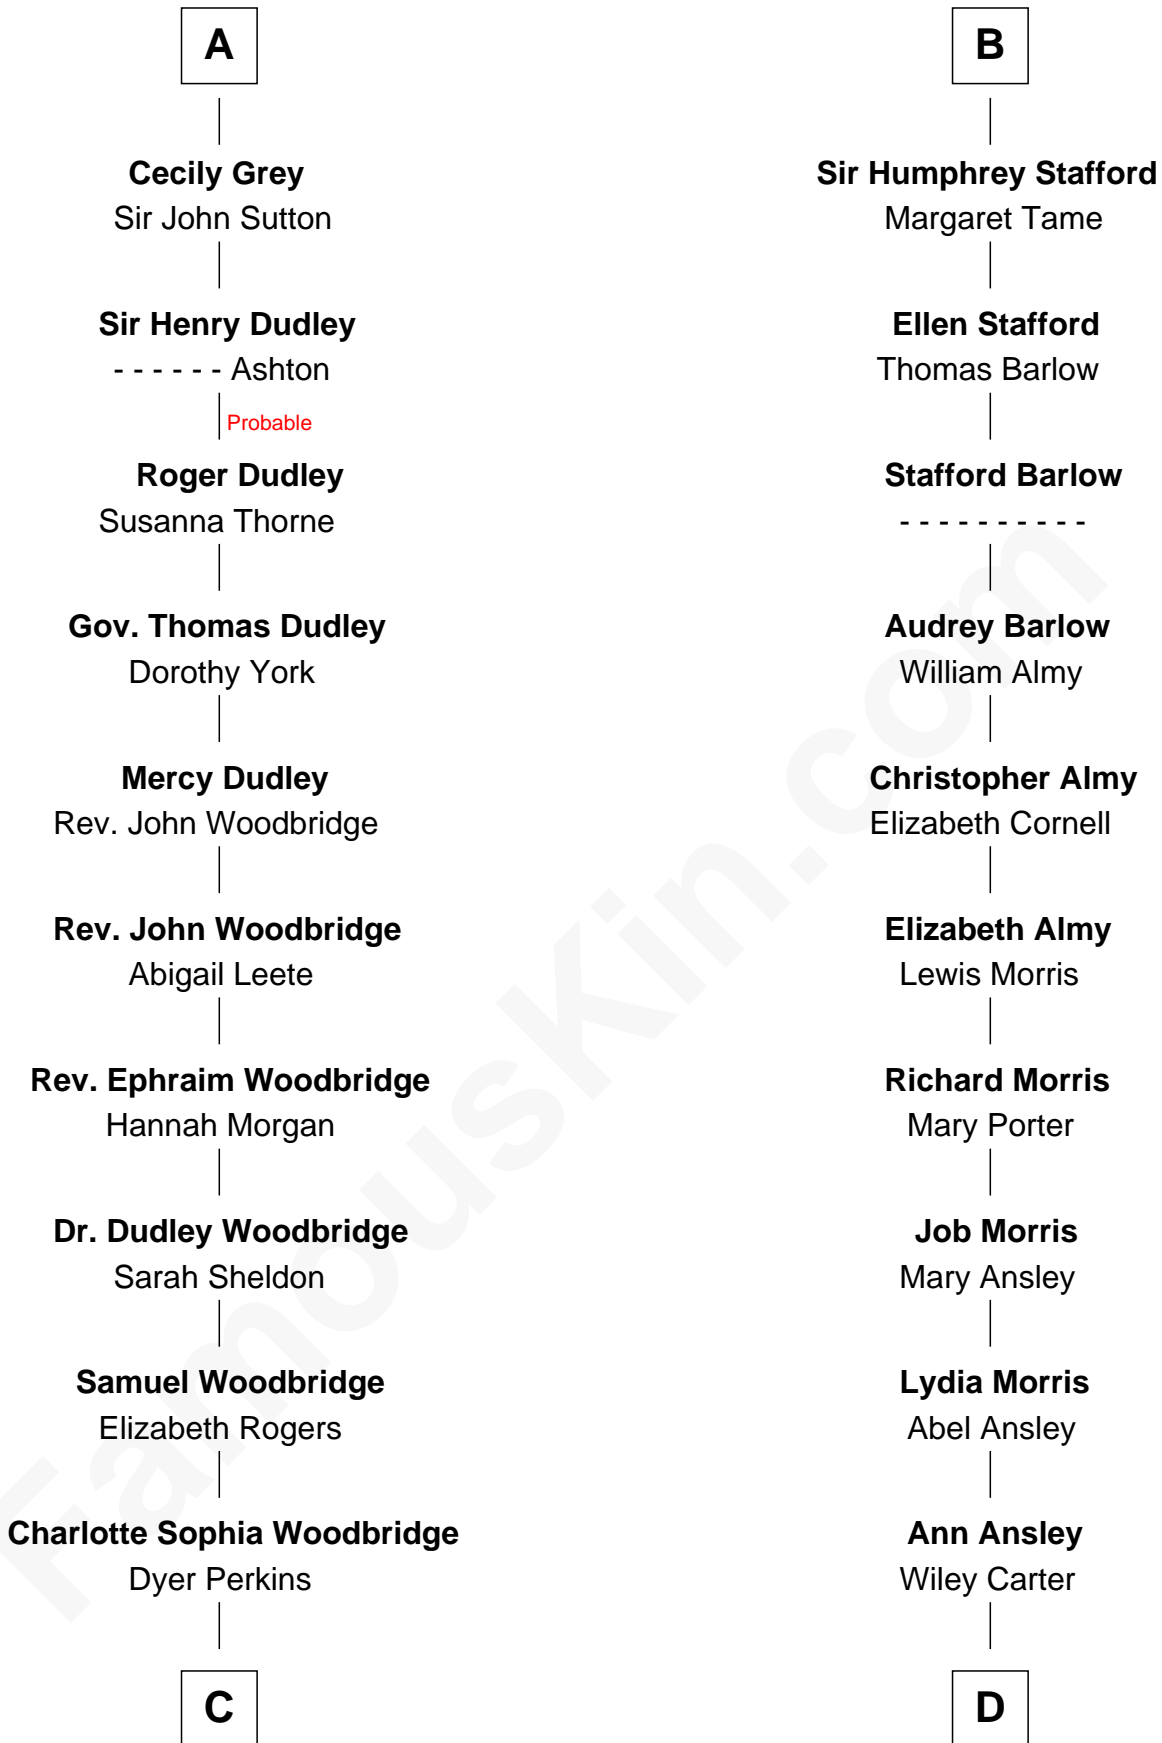 A
Cecily Grey
Sir John Sutton
Sir Henry Dudley
- - - - - - Ashton
Probable
Roger Dudley
Susanna Thorne
Gov. Thomas Dudley
Dorothy York
Mercy Dudley
Rev. John Woodbridge
Rev. John Woodbridge
Abigail Leete
Rev. Ephraim Woodbridge
Hannah Morgan
Dr. Dudley Woodbridge
Sarah Sheldon
Samuel Woodbridge
Elizabeth Rogers
Charlotte Sophia Woodbridge
Dyer Perkins
C
B
Sir Humphrey Stafford
Margaret Tame
Ellen Stafford
Thomas Barlow
Stafford Barlow
- - - - - - - - - -
Audrey Barlow
William Almy
Christopher Almy
Elizabeth Cornell
Elizabeth Almy
Lewis Morris
Richard Morris
Mary Porter
Job Morris
Mary Ansley
Lydia Morris
Abel Ansley
Ann Ansley
Wiley Carter
D
FamousKin.com